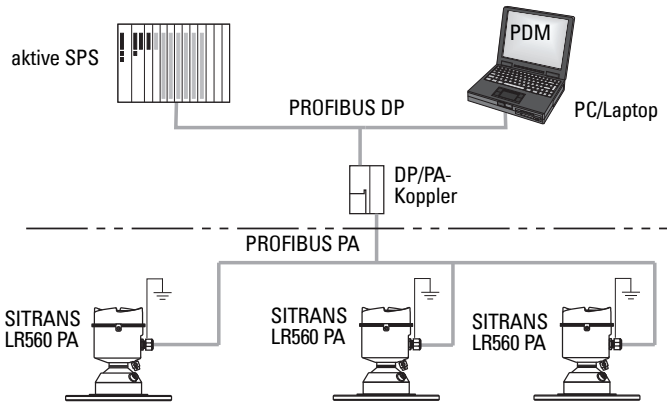 PDM
aktive SPS
PC/Laptop
PROFIBUS DP
DP/PA-
Koppler
PROFIBUS PA
SITRANS
LR560 PA
SITRANS
LR560 PA
SITRANS
LR560 PA